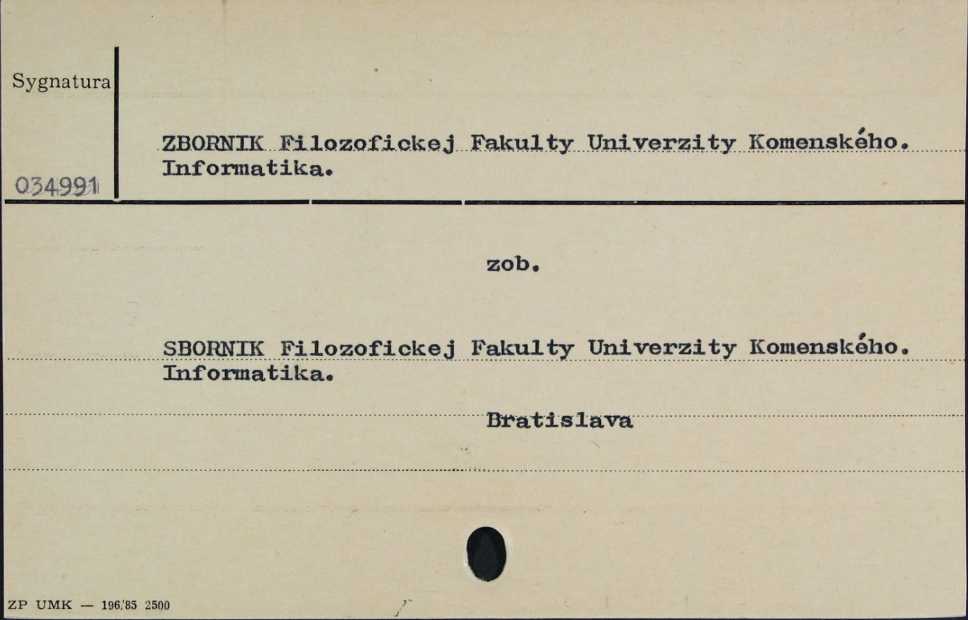 Sygnatura
ZBORNIK Filozofickej Fakulty Univerzity Komenského.
Informatika.
034991
zob.
SBORNIK Filozofickej Fakulty Univerzity Komenského.
Informatika.
Bratislava
ZP UMK — 196/85 2500